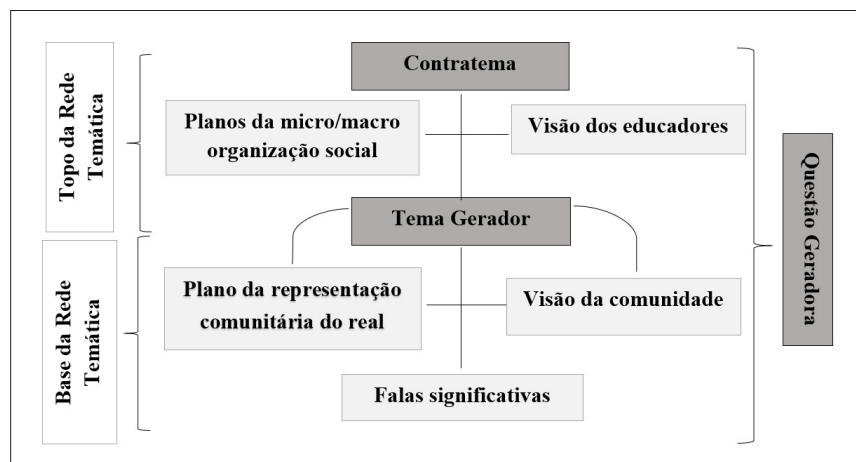 Contratema
Topo da Rede
Temática
Planos da micro/macro
organização social
Visão dos educadores
Questão Geradora
Tema Gerador
Base da Rede
Temática
Plano da representação
comunitária do real
Visão da comunidade
Falas significativas